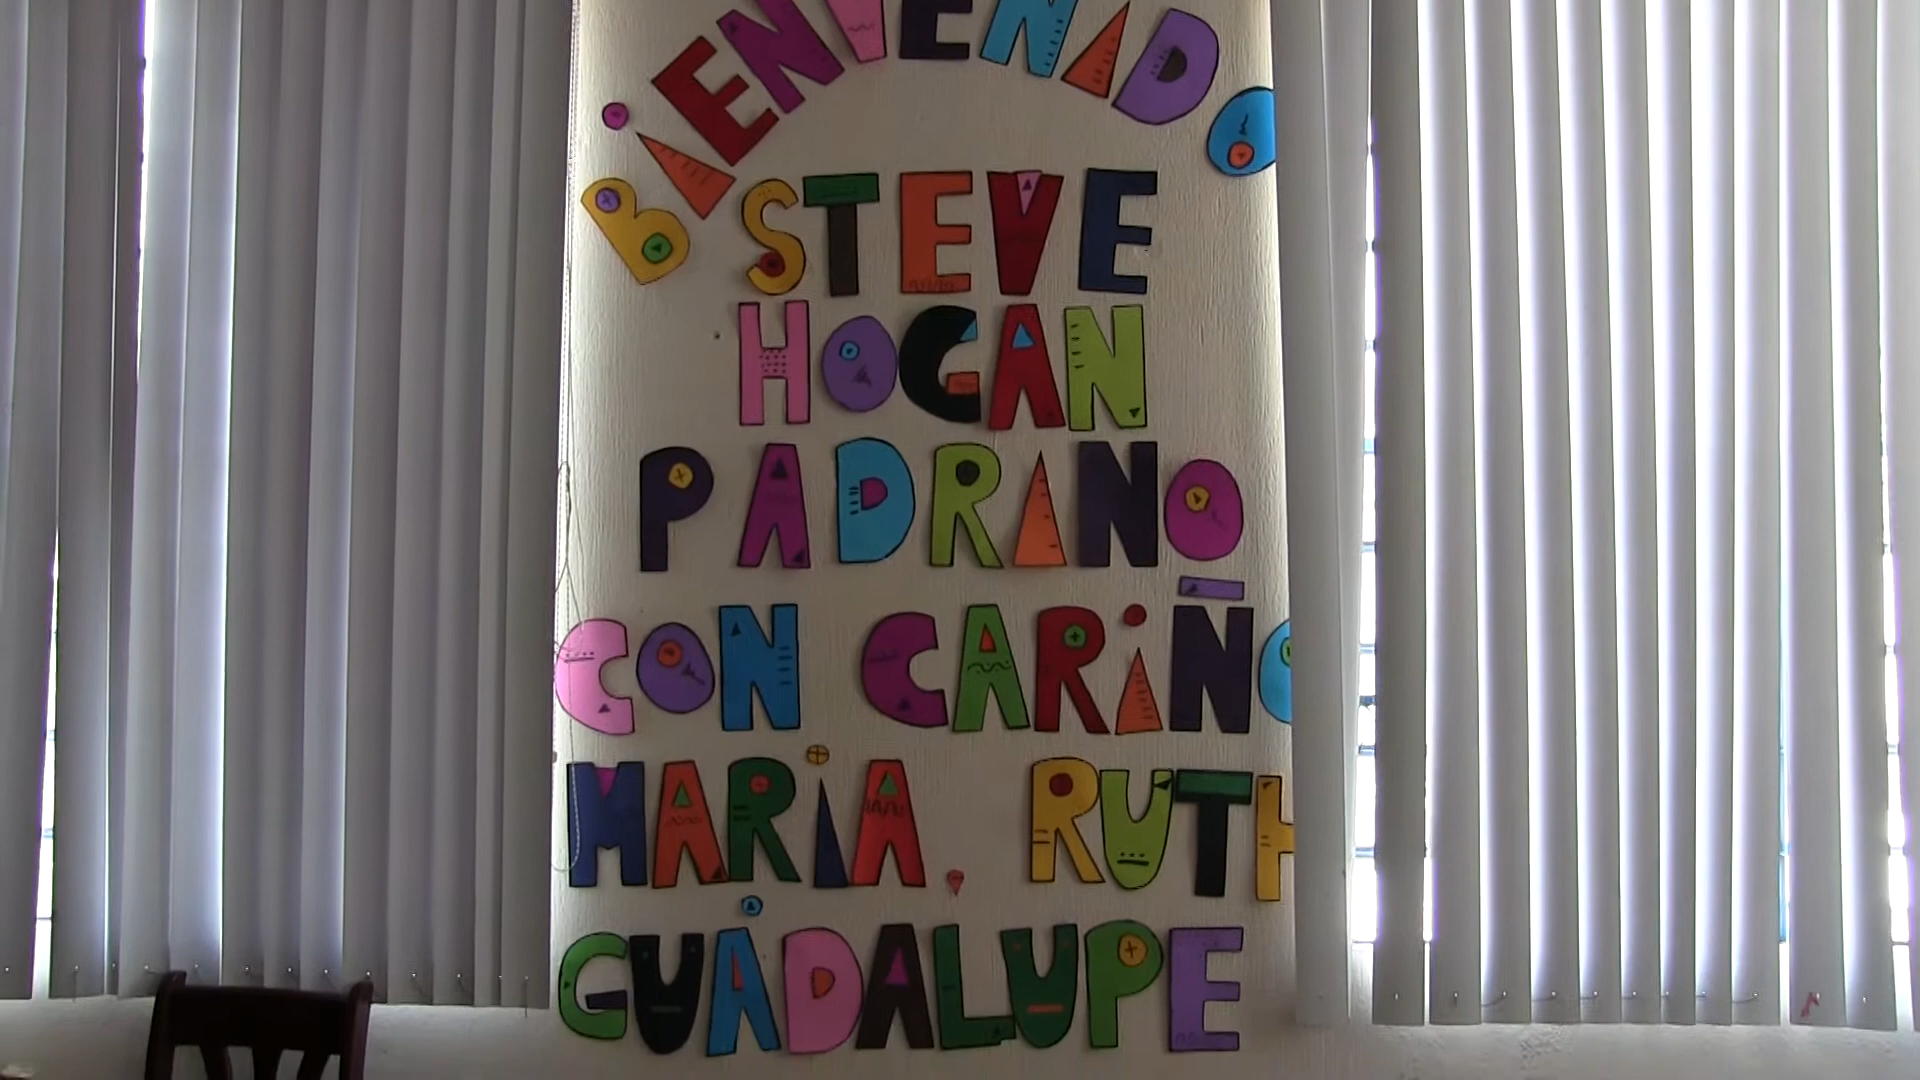 BiENVENiDO
STEVE
HOGAN
PADRINO
CON CARiÑO
MARiA, RUTH
GUADALUPE